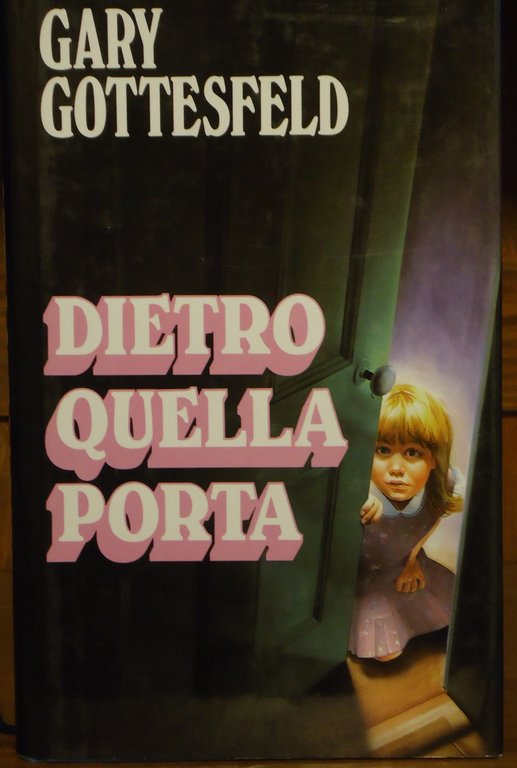 GARY
GOTTESFELD
DIETRO
QUELLA
PORTA